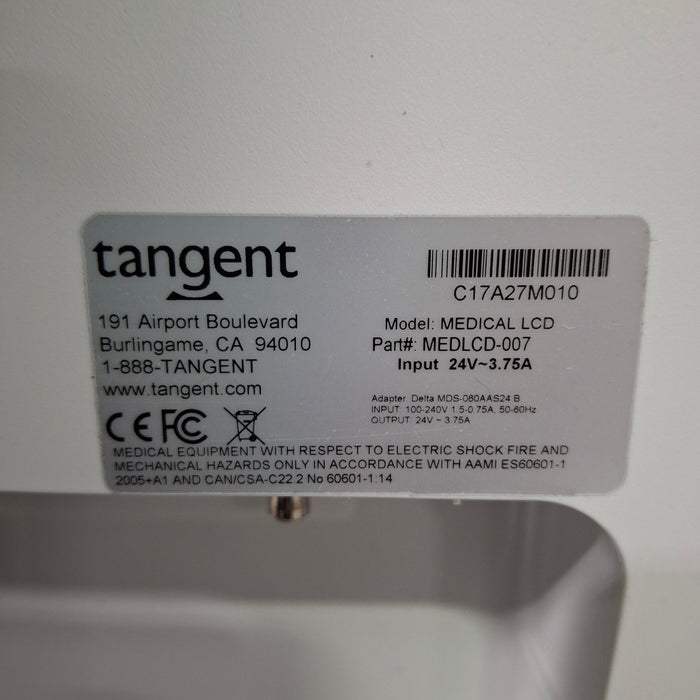 tangent
191 Airport Boulevard
Burlingame, CA 94010
1-888-TANGENT
www.tangent.com
C17A27M010
Model: MEDICAL LCD
Part#: MEDLCD-007
Input 24V~3.75A
Adapter: Delta MDS-060AAS24 B
INPUT: 100-240V 1.5-0.75A, 50-60Hz
OUTPUT: 24V ~ 3.75A
CE FC
MEDICAL EQUIPMENT WITH RESPECT TO ELECTRIC SHOCK FIRE AND
MECHANICAL HAZARDS ONLY IN ACCORDANCE WITH AAMI ES60601-1
2005+A1 AND CAN/CSA-C22.2 No 60601-1:14